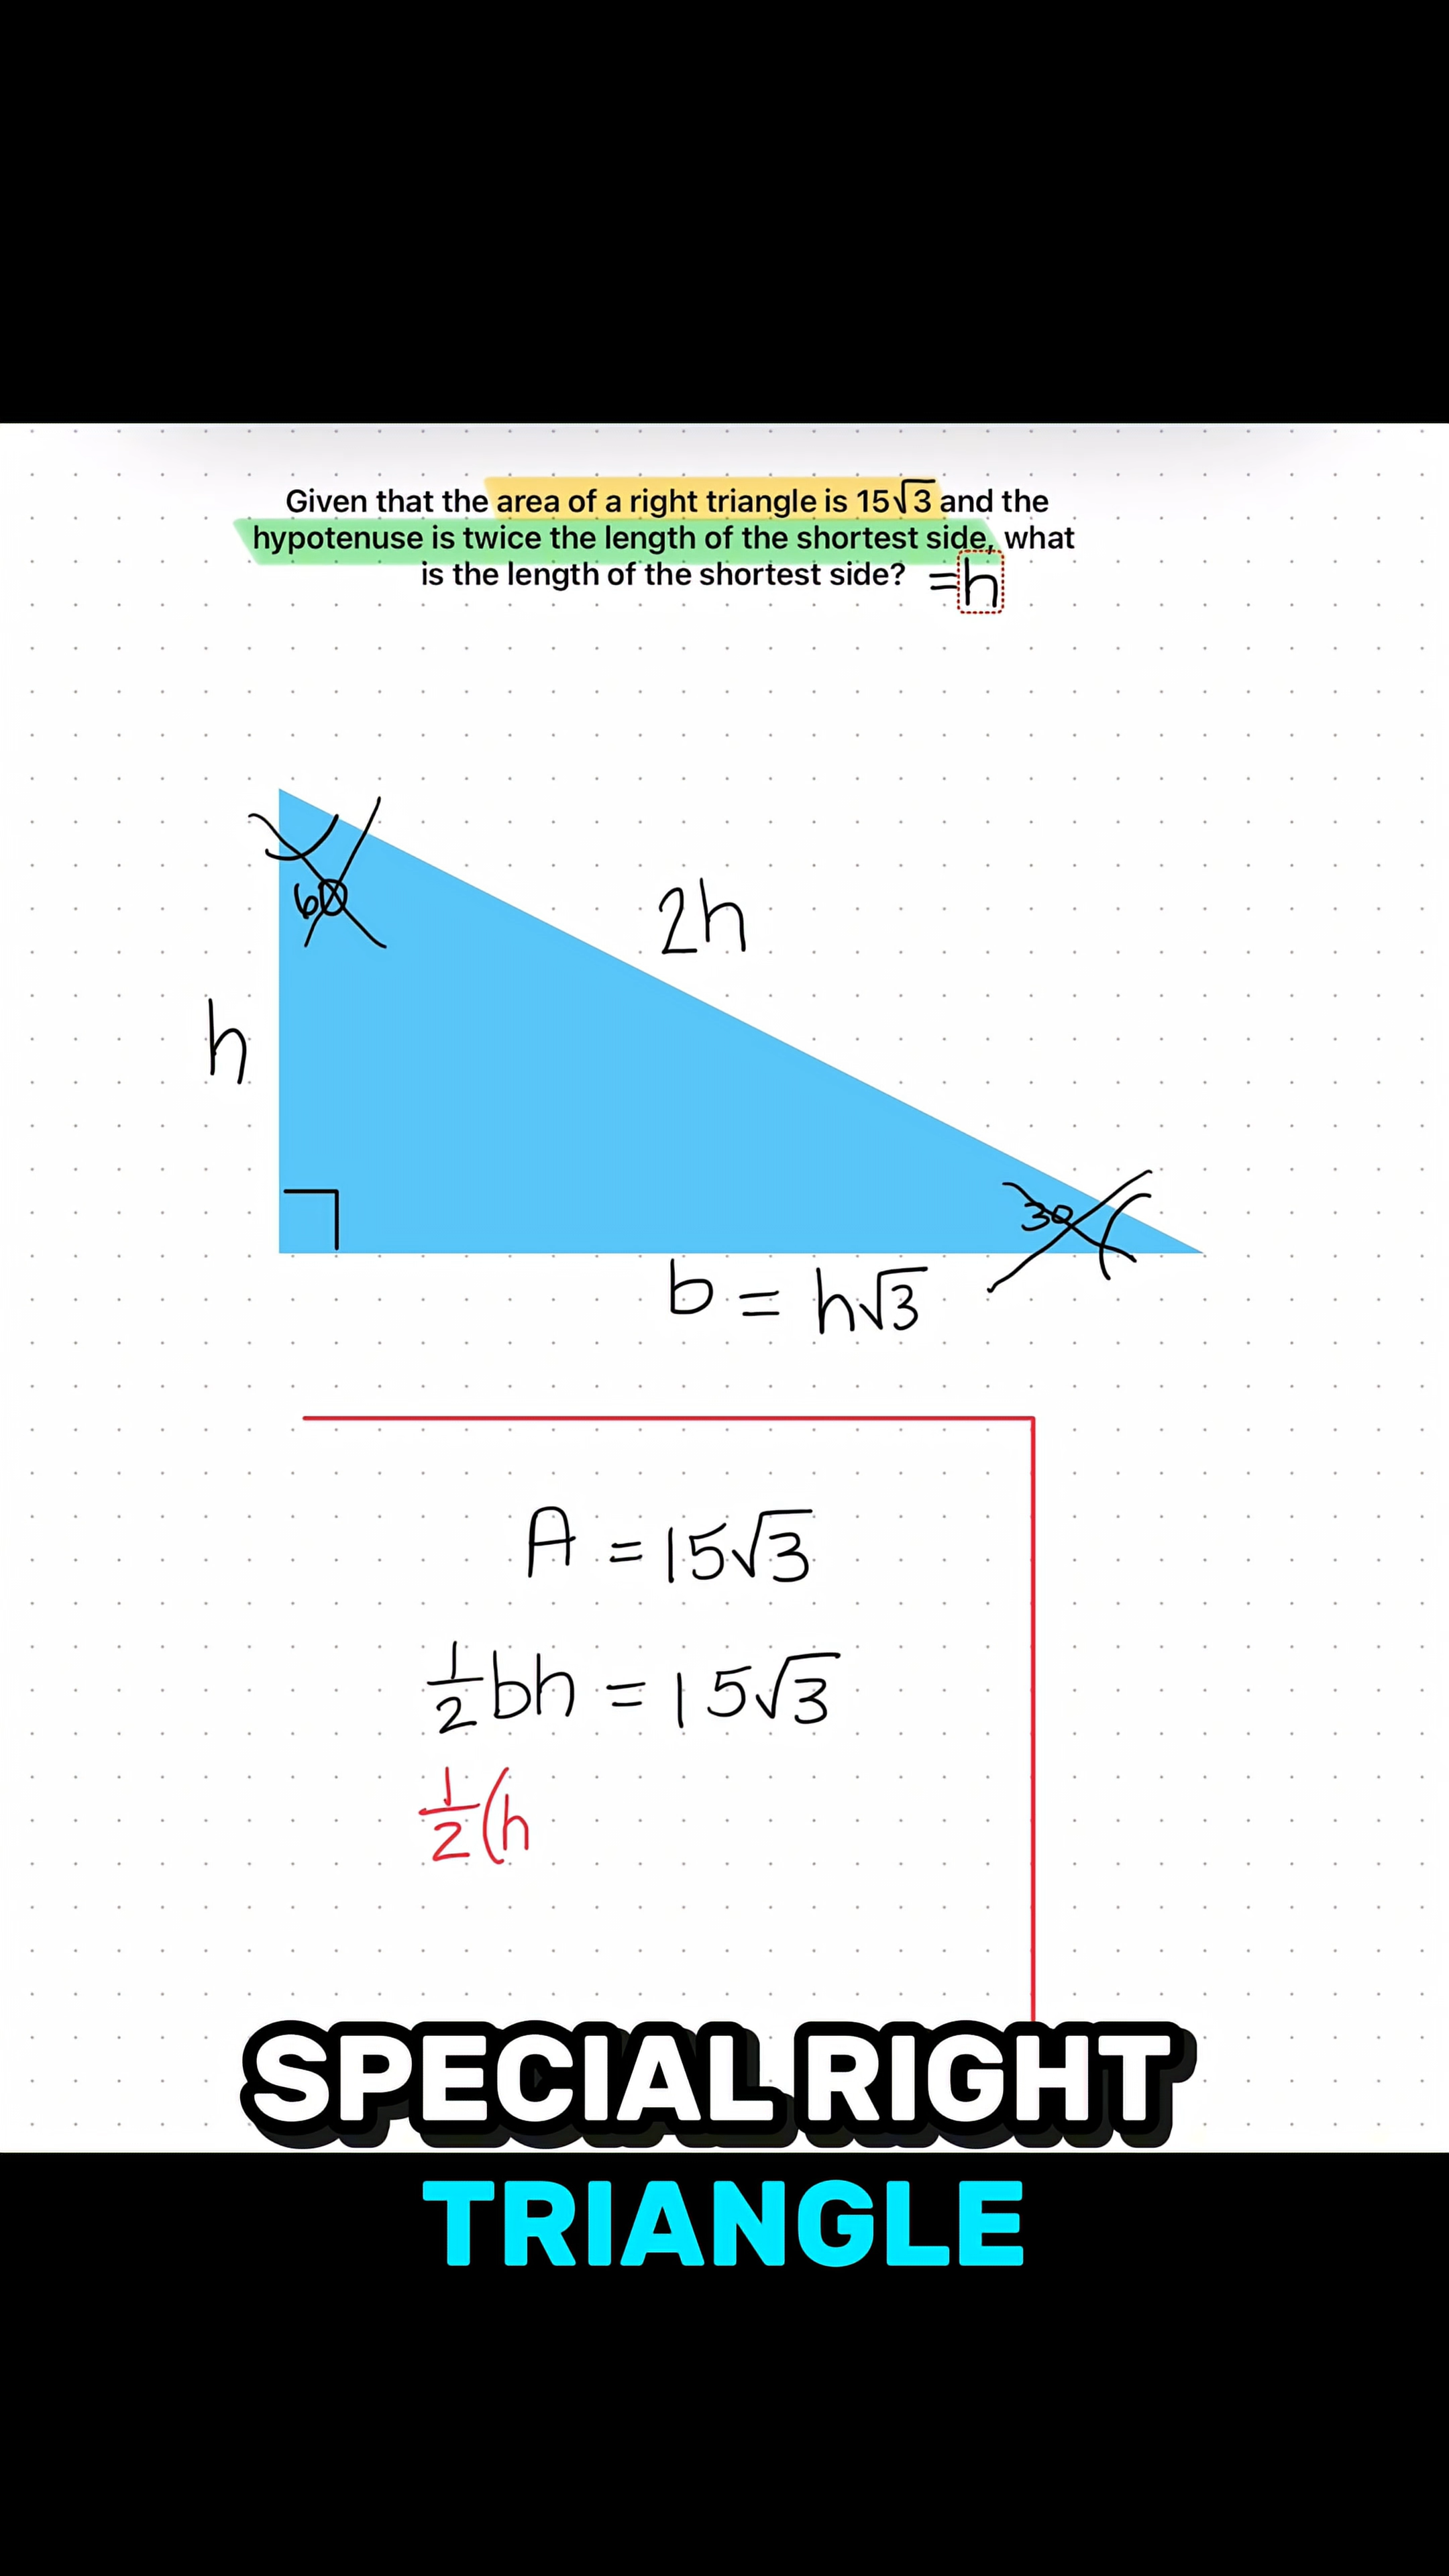 Given that the area of a right triangle is 15√3 and the
hypotenuse is twice the length of the shortest side, what
is the length of the shortest side? =h
60
2h
h
30
b = h√3
A = 15√3
1/2 bh = 15√3
1/2 (h
SPECIAL RIGHT
TRIANGLE